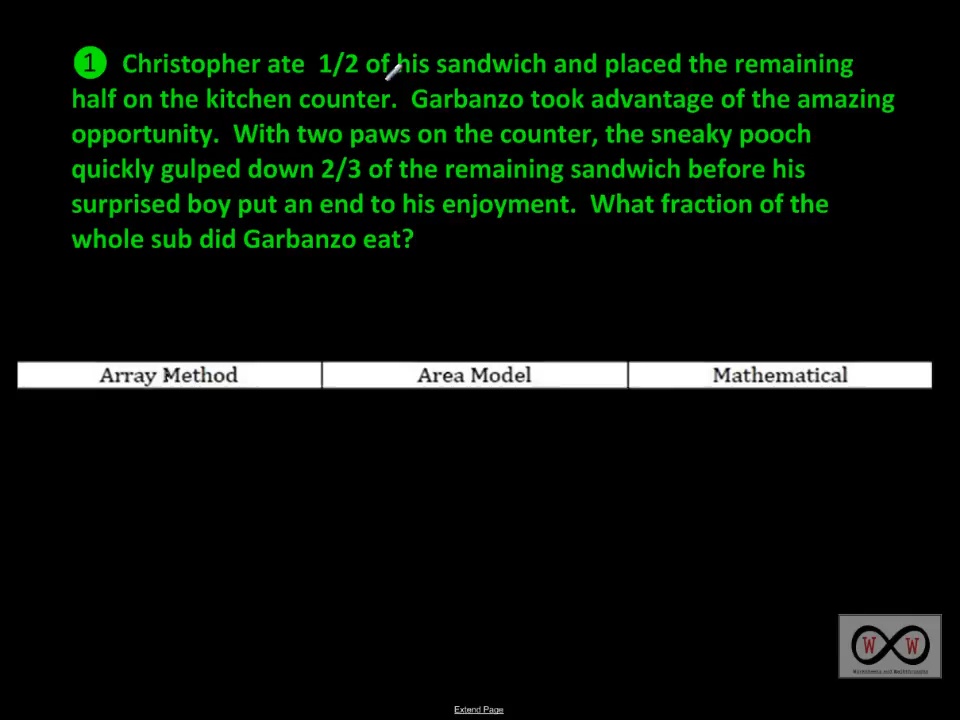 1 Christopher ate 1/2 of his sandwich and placed the remaining
half on the kitchen counter. Garbanzo took advantage of the amazing
opportunity. With two paws on the counter, the sneaky pooch
quickly gulped down 2/3 of the remaining sandwich before his
surprised boy put an end to his enjoyment. What fraction of the
whole sub did Garbanzo eat?
Array Method Area Model Mathematical
W W
Extend Page